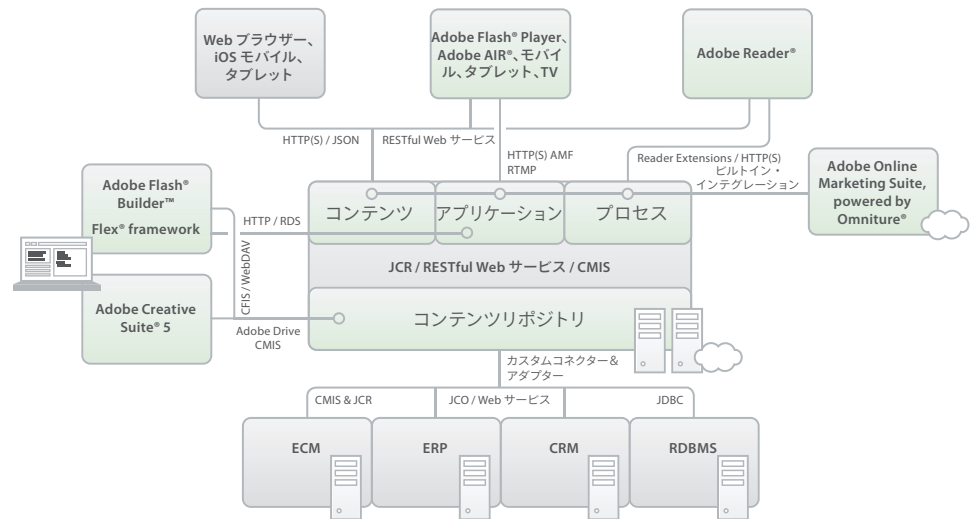 Web ブラウザー、
iOS モバイル、
タブレット
Adobe Flash® Player、
Adobe AIR®、モバイ
ル、タブレット、TV
Adobe Reader®
HTTP(S) / JSON
RESTful Web サービス
HTTP(S) AMF
RTMP
Reader Extensions / HTTP(S)
ビルトイン・
インテグレーション
Adobe Online
Marketing Suite,
powered by
Omniture®
Adobe Flash®
Builder™
Flex® framework
HTTP / RDS
CFIS / WebDAV
コンテンツ
アプリケーション
プロセス
JCR / RESTful Web サービス / CMIS
コンテンツリポジトリ
Adobe Creative
Suite® 5
Adobe Drive
CMIS
カスタムコネクター＆
アダプター
CMIS & JCR
JCO / Web サービス
JDBC
ECM
ERP
CRM
RDBMS